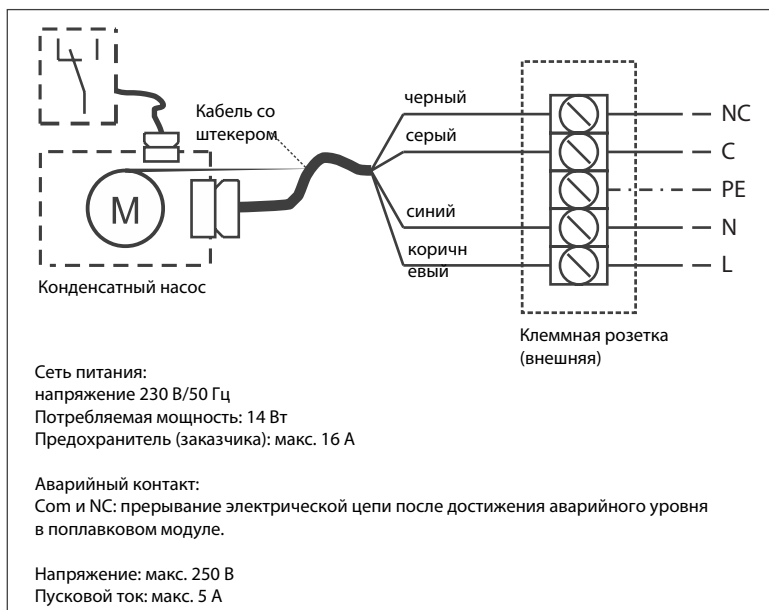 Кабель со
штекером
черный
серый
синий
коричн
евый
NC
C
PE
N
L
M
Конденсатный насос
Клеммная розетка
(внешняя)
Сеть питания:
напряжение 230 В/50 Гц
Потребляемая мощность: 14 Вт
Предохранитель (заказчика): макс. 16 А
Аварийный контакт:
Com и NC: прерывание электрической цепи после достижения аварийного уровня
в поплавковом модуле.
Напряжение: макс. 250 В
Пусковой ток: макс. 5 А